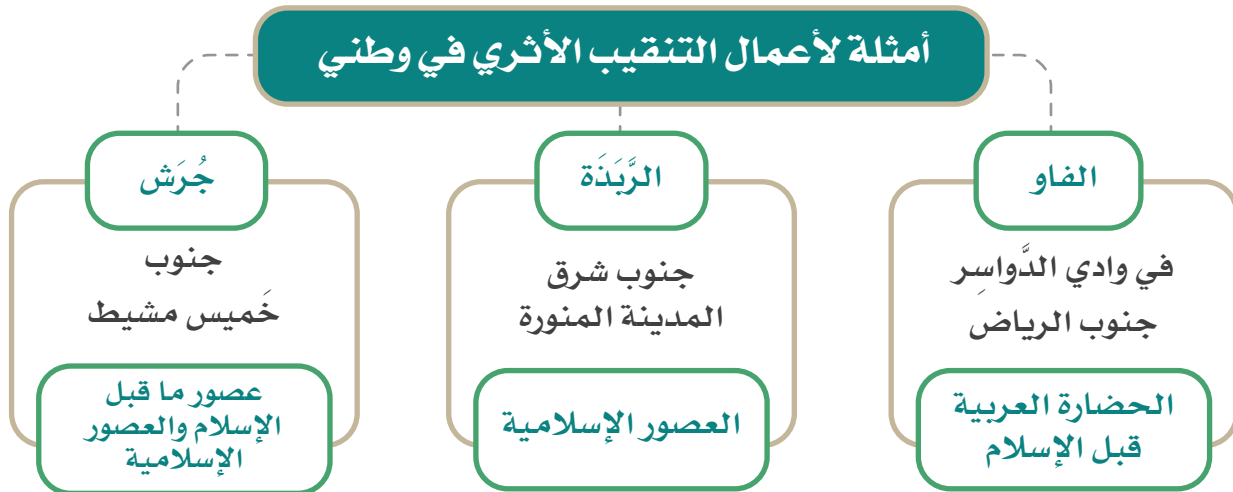 أمثلة لأعمال التنقيب الأثري في وطني
الفاو
في وادي الدَّواسِر
جنوب الرياض
الحضارة العربية
قبل الإسلام
الرَّبَذَة
جنوب شرق
المدينة المنورة
العصور الإسلامية
جُرَش
جنوب
خَميس مشيط
عصور ما قبل
الإسلام والعصور
الإسلامية